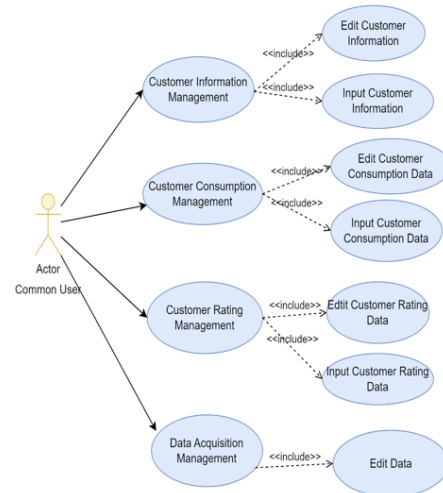 Edit Customer
Information
<<include>>
Customer Information
Management
<<include>>
Input Customer
Information
Edit Customer
Consumption Data
<<include>>
Customer Consumption
Management
<<include>>
Input Customer
Consumption Data
Actor
Common User
<<include>>
Edtit Customer Rating
Data
Customer Rating
Management
<<include>>
Input Customer Rating
Data
Data Acquisition
Management
<<include>>
Edit Data